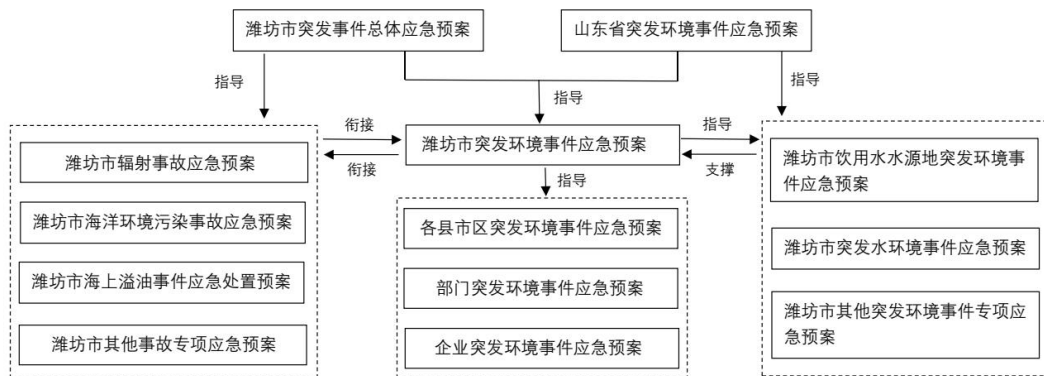 潍坊市突发事件总体应急预案
山东省突发环境事件应急预案
指导
指导
指导
衔接
潍坊市突发环境事件应急预案
指导
衔接
支撑
指导
潍坊市辐射事故应急预案
潍坊市海洋环境污染事故应急预案
潍坊市海上溢油事件应急处置预案
潍坊市其他事故专项应急预案
各县市区突发环境事件应急预案
部门突发环境事件应急预案
企业突发环境事件应急预案
潍坊市饮用水水源地突发环境事
件应急预案
潍坊市突发水环境事件应急预案
潍坊市其他突发环境事件专项应
急预案